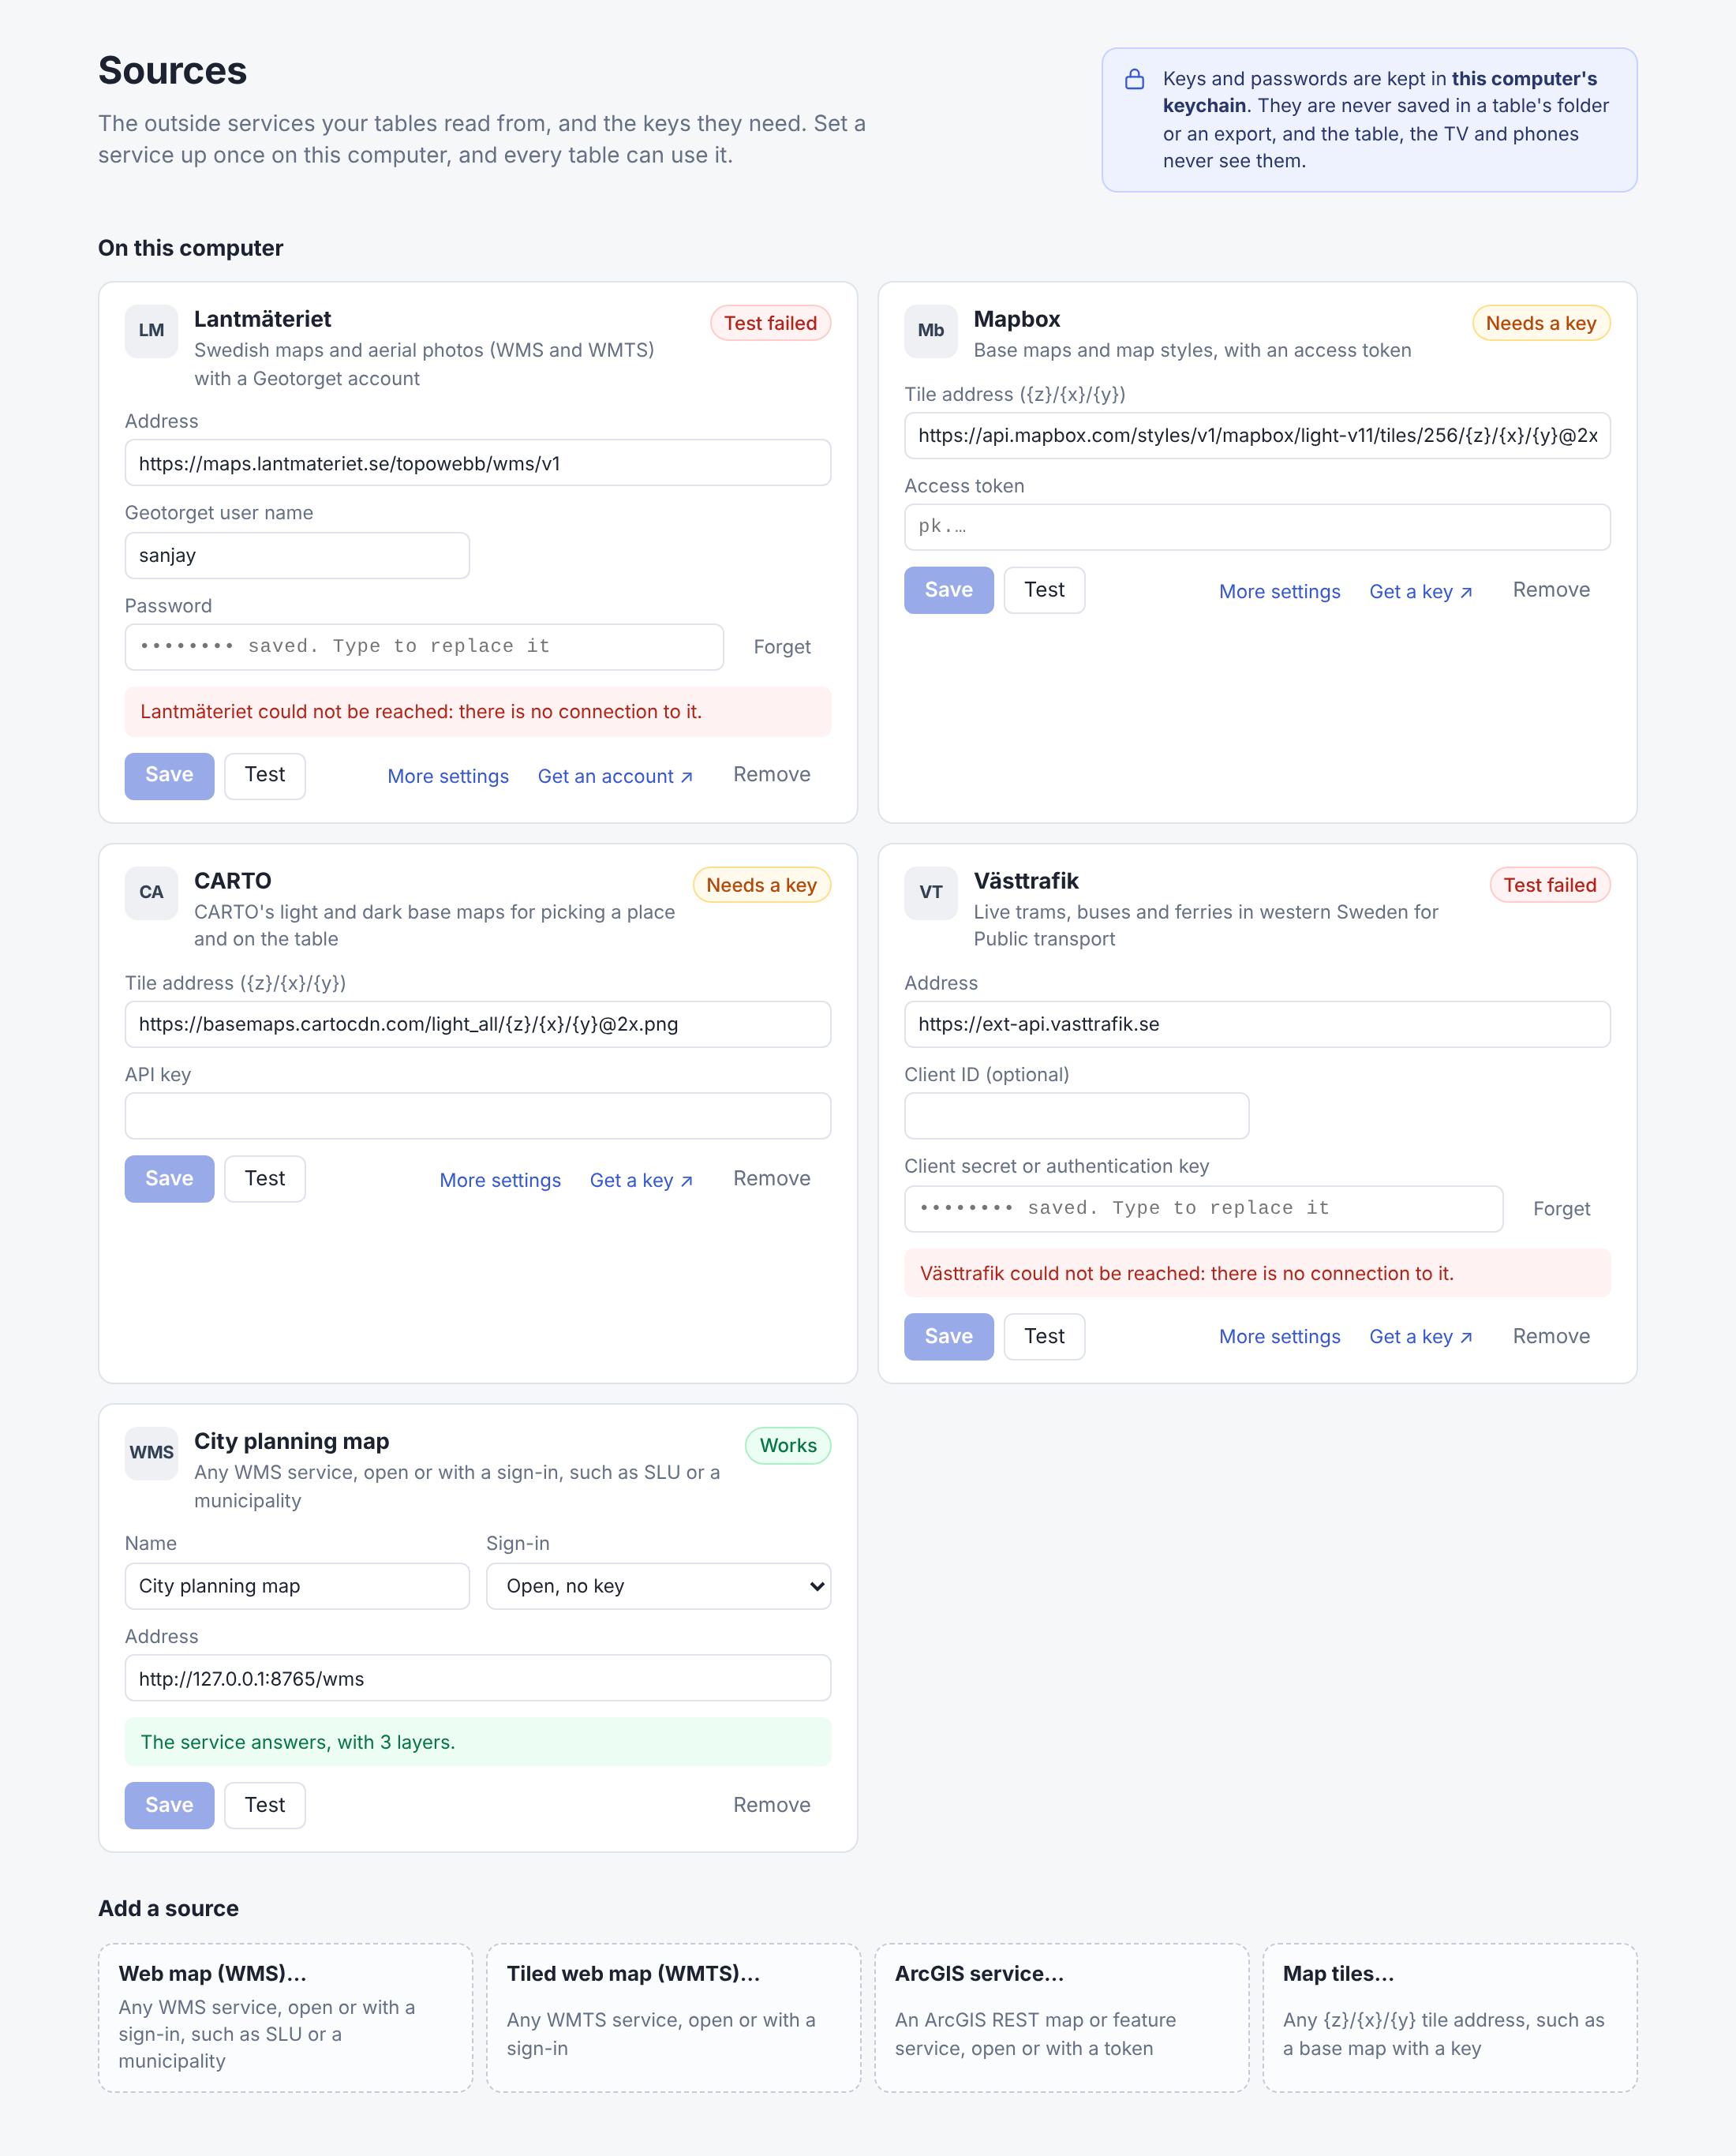 Sources
The outside services your tables read from, and the keys they need. Set a
service up once on this computer, and every table can use it.
Keys and passwords are kept in this computer's
keychain. They are never saved in a table's folder
or an export, and the table, the TV and phones
never see them.
On this computer
LM
Lantmäteriet
Test failed
Swedish maps and aerial photos (WMS and WMTS)
with a Geotorget account
Address
https://maps.lantmateriet.se/topowebb/wms/v1
Geotorget user name
sanjay
Password
•••••••• saved. Type to replace it
Forget
Lantmäteriet could not be reached: there is no connection to it.
Save
Test
More settings
Get an account ↗
Remove
Mb
Mapbox
Needs a key
Base maps and map styles, with an access token
Tile address ({z}/{x}/{y})
https://api.mapbox.com/styles/v1/mapbox/light-v11/tiles/256/{z}/{x}/{y}@2x
Access token
pk.…
Save
Test
More settings
Get a key ↗
Remove
CA
CARTO
Needs a key
CARTO's light and dark base maps for picking a place
and on the table
Tile address ({z}/{x}/{y})
https://basemaps.cartocdn.com/light_all/{z}/{x}/{y}@2x.png
API key
Save
Test
More settings
Get a key ↗
Remove
VT
Västtrafik
Test failed
Live trams, buses and ferries in western Sweden for
Public transport
Address
https://ext-api.vasttrafik.se
Client ID (optional)
Client secret or authentication key
•••••••• saved. Type to replace it
Forget
Västtrafik could not be reached: there is no connection to it.
Save
Test
More settings
Get a key ↗
Remove
WMS
City planning map
Works
Any WMS service, open or with a sign-in, such as SLU or a
municipality
Name
Sign-in
City planning map
Open, no key
Address
http://127.0.0.1:8765/wms
The service answers, with 3 layers.
Save
Test
Remove
Add a source
Web map (WMS)…
Any WMS service, open or with a
sign-in, such as SLU or a
municipality
Tiled web map (WMTS)…
Any WMTS service, open or with a
sign-in
ArcGIS service…
An ArcGIS REST map or feature
service, open or with a token
Map tiles…
Any {z}/{x}/{y} tile address, such as
a base map with a key